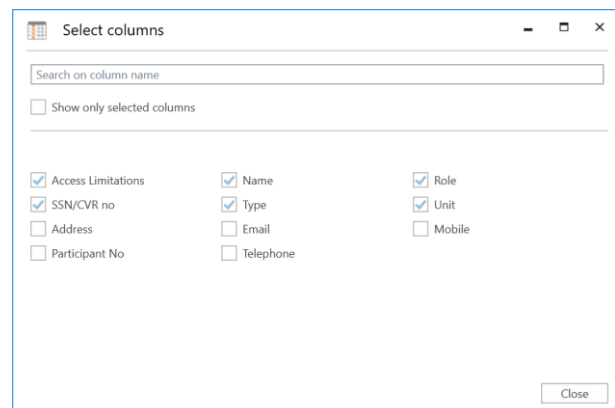 Select columns
Search on column name
Show only selected columns
Access Limitations Name Role
SSN/CVR no Type Unit
Address Email Mobile
Participant No Telephone
Close